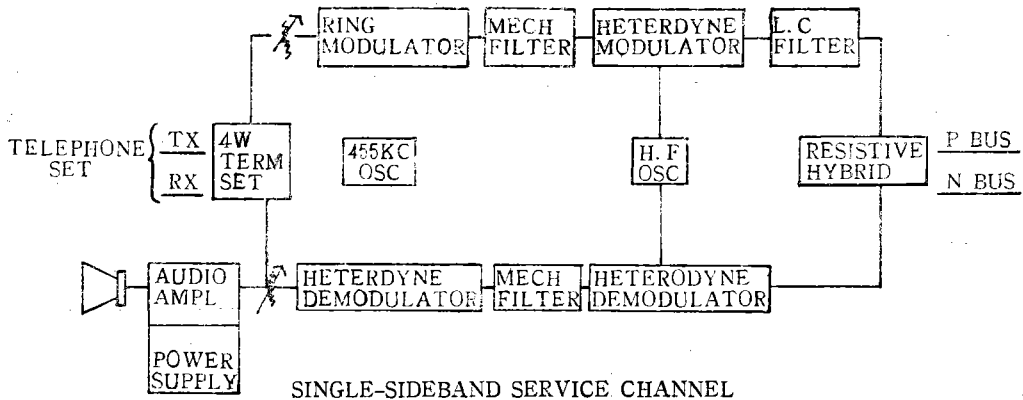 RING
MODULATOR
MECH
FILTER
HETERDYNE
MODULATOR
L.C
FILTER
TELEPHONE
SET
TX
RX
4W
TERM
SET
455KC
OSC
H.F
OSC
RESISTIVE
HYBRID
P BUS
N BUS
AUDIO
AMPL
HETERDYNE
DEMODULATOR
MECH
FILTER
HETERODYNE
DEMODULATOR
POWER
SUPPLY
SINGLE-SIDEBAND SERVICE CHANNEL